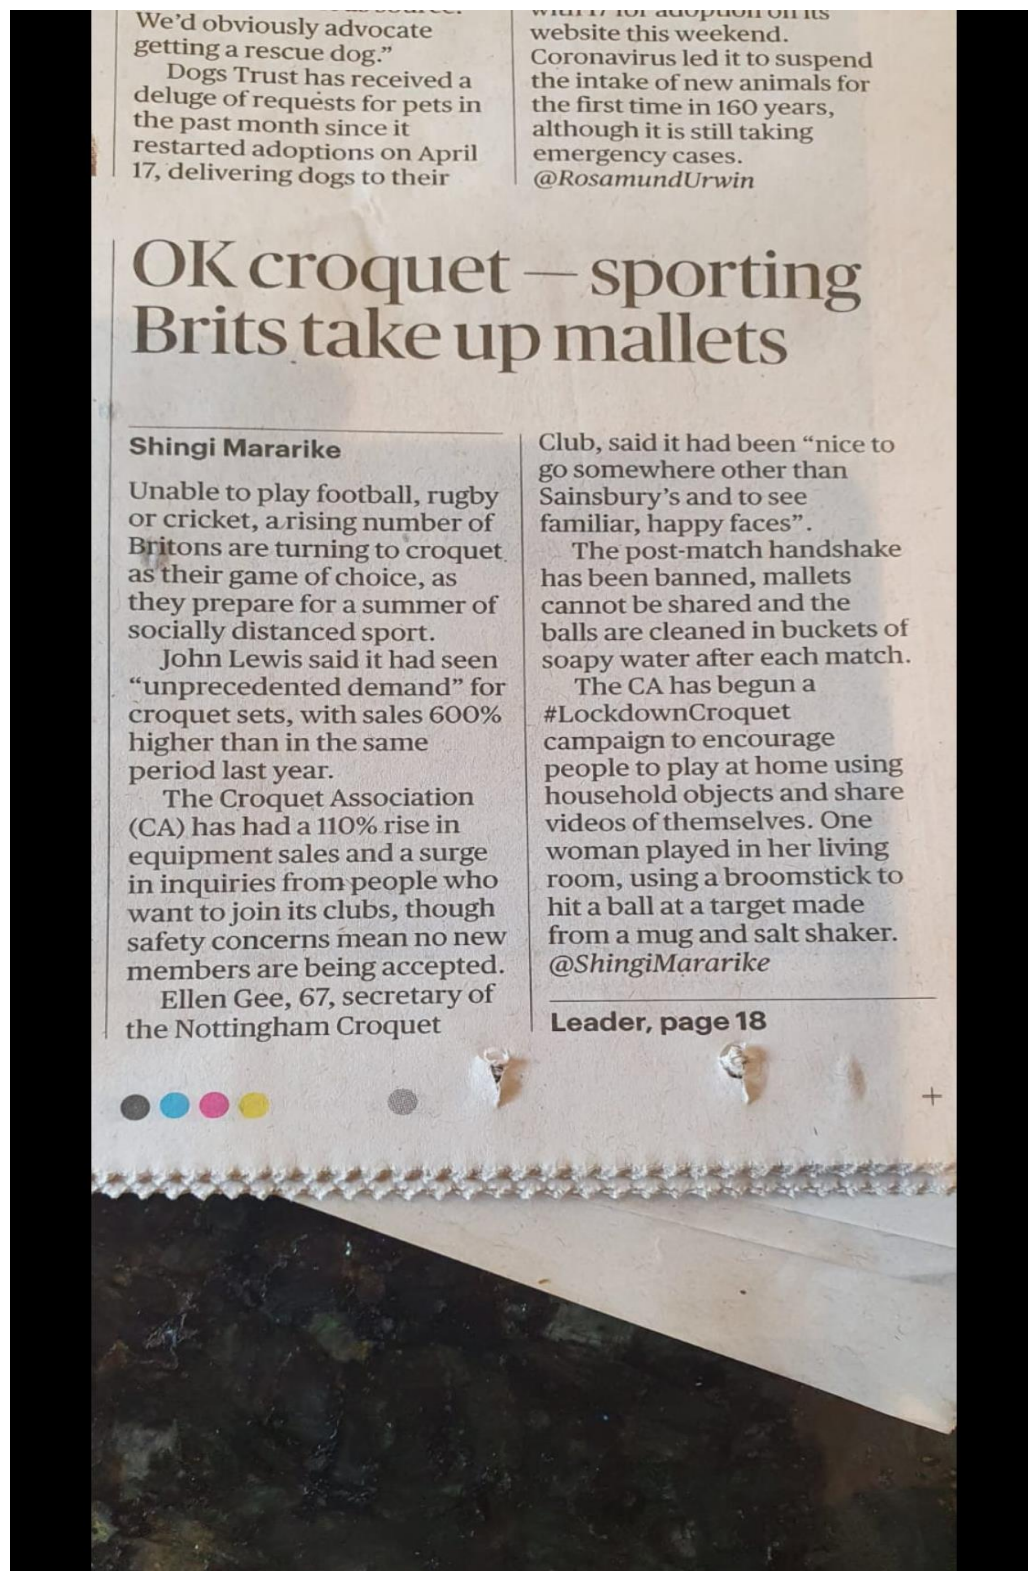 We'd obviously advocate
getting a rescue dog."
Dogs Trust has received a
deluge of requests for pets in
the past month since it
restarted adoptions on April
17, delivering dogs to their
with 17 for adoption on its
website this weekend.
Coronavirus led it to suspend
the intake of new animals for
the first time in 160 years,
although it is still taking
emergency cases.
@RosamundUrwin
OK croquet — sporting
Brits take up mallets
Shingi Mararike
Unable to play football, rugby
or cricket, a rising number of
Britons are turning to croquet
as their game of choice, as
they prepare for a summer of
socially distanced sport.
John Lewis said it had seen
“unprecedented demand” for
croquet sets, with sales 600%
higher than in the same
period last year.
The Croquet Association
(CA) has had a 110% rise in
equipment sales and a surge
in inquiries from people who
want to join its clubs, though
safety concerns mean no new
members are being accepted.
Ellen Gee, 67, secretary of
the Nottingham Croquet
Club, said it had been “nice to
go somewhere other than
Sainsbury’s and to see
familiar, happy faces”.
The post-match handshake
has been banned, mallets
cannot be shared and the
balls are cleaned in buckets of
soapy water after each match.
The CA has begun a
#LockdownCroquet
campaign to encourage
people to play at home using
household objects and share
videos of themselves. One
woman played in her living
room, using a broomstick to
hit a ball at a target made
from a mug and salt shaker.
@ShingiMararike
Leader, page 18